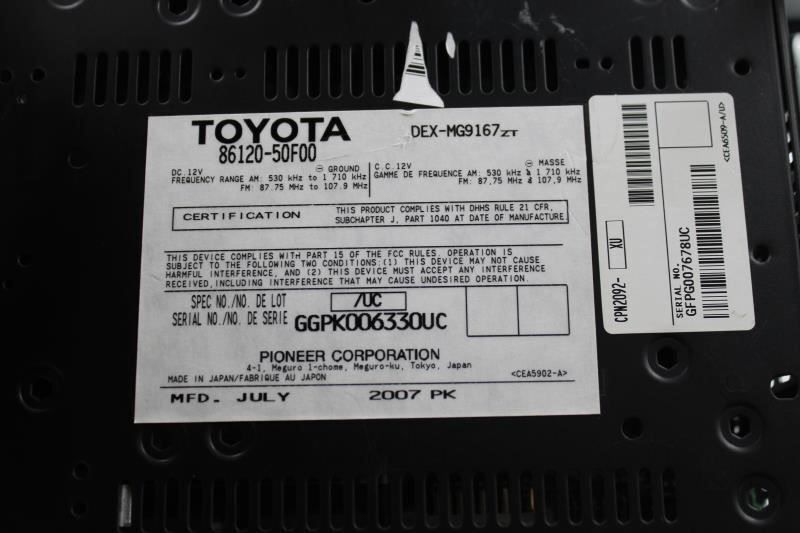 TOYOTA
DEX-MG9167ZT
86120-50F00
DC.12V ⊖ GROUND
FREQUENCY RANGE AM: 530 kHz to 1 710 kHz
FM: 87.75 MHz to 107.9 MHz
C.C.12V ⊖ MASSE
GAMME DE FREQUENCE AM: 530 kHz à 1 710 kHz
FM: 87,75 MHz à 107,9 MHz
CERTIFICATION
THIS PRODUCT COMPLIES WITH DHHS RULE 21 CFR,
SUBCHAPTER J, PART 1040 AT DATE OF MANUFACTURE.
THIS DEVICE COMPLIES WITH PART 15 OF THE FCC RULES. OPERATION IS
SUBJECT TO THE FOLLOWING TWO CONDITIONS:(1) THIS DEVICE MAY NOT CAUSE
HARMFUL INTERFERENCE, AND (2) THIS DEVICE MUST ACCEPT ANY INTERFERENCE
RECEIVED,INCLUDING INTERFERENCE THAT MAY CAUSE UNDESIRED OPERATION.
SPEC NO./NO. DE LOT /UC
SERIAL NO./NO. DE SERIE GGPK006330UC
PIONEER CORPORATION
4-1, Meguro 1-chome, Meguro-ku, Tokyo, Japan
MADE IN JAPAN/FABRIQUE AU JAPON <CEA5902-A>
MFD. JULY 2007 PK
CPN2092- XU
SERIAL NO.
GFPG007678UC
<CEA6509-A/U>